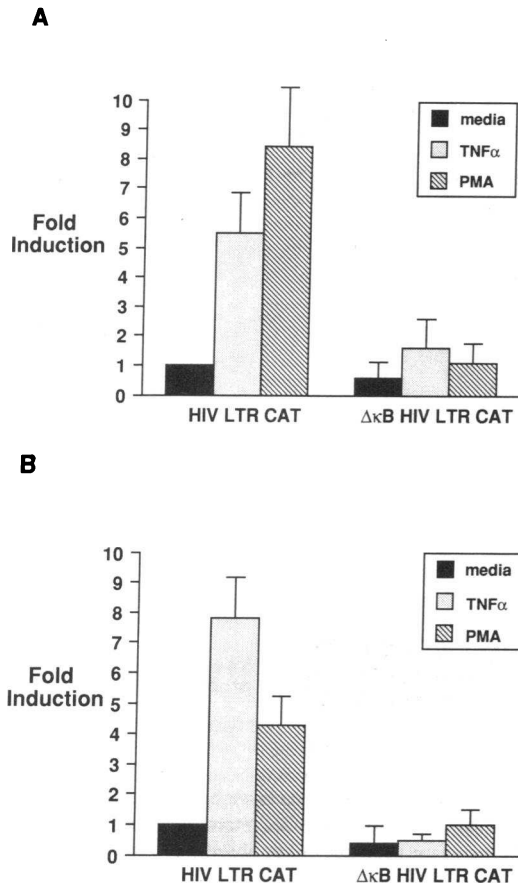 A
Fold
Induction
10
9
8
7
6
5
4
3
2
1
0
media
TNFα
PMA
HIV LTR CAT
ΔκB HIV LTR CAT
B
Fold
Induction
10
9
8
7
6
5
4
3
2
1
0
media
TNFα
PMA
HIV LTR CAT
ΔκB HIV LTR CAT